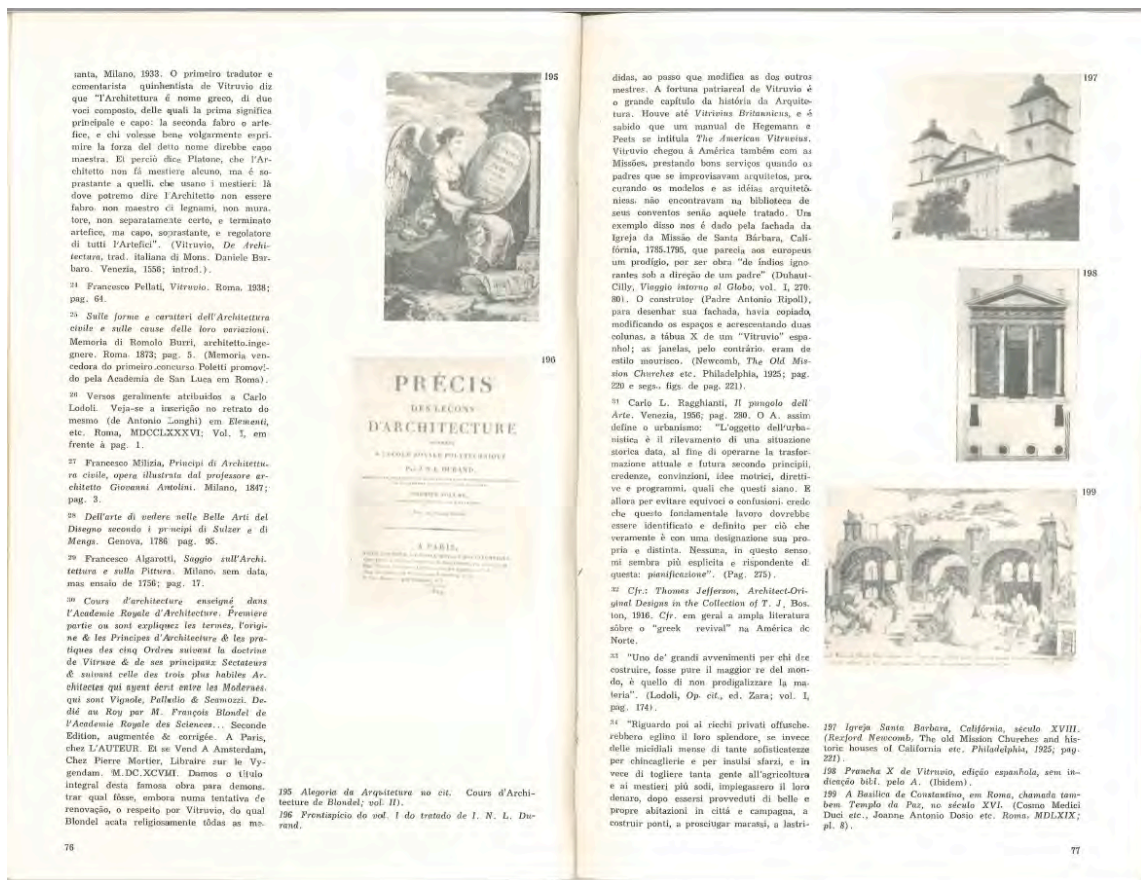 ianta, Milano, 1933. O primeiro tradutor e
comentarista quinhentista de Vitruvio diz
que "l'Architettura é nome greco, di due
voci composto, delle quali la prima significa
principale e capo: la seconda fabro o arte-
fice, e chi volesse bene volgarmente espri-
mire la forza del detto nome direbbe capo
maestra. Et perciò dice Platone, che l'Ar-
chitetto non fà mestiere alcuno, ma é so-
prastante a quelli, che usano i mestieri: là
dove potremo dire l'Architetto non essere
fabro, non maestro di legnami, non mura-
tore, non separatamente certo, e terminato
artefice, ma capo, soprastante, e regolatore
di tutti l'Artefici". (Vitruvio, De Archi-
tectura, trad. italiana di Mons. Daniele Bar-
baro. Venezia, 1556; introd.).
24 Francesco Pellati, Vitruvio. Roma, 1938;
pag. 64.
25 Sulle forme e caratteri dell'Architettura
civile e sulle cause delle loro variazioni.
Memoria di Romolo Burri, architetto-inge-
gnere. Roma. 1873; pag. 5. (Memoria ven-
cedora do primeiro concurso Poletti promovi-
do pela Academia de San Luca em Roma).
26 Versos geralmente atribuídos a Carlo
Lodoli. Veja-se a inscrição no retrato do
mesmo (de Antonio Longhi) em Elementi,
etc. Roma, MDCCLXXXVI; Vol. I, em
frente à pag. 1.
27 Francesco Milizia, Principi di Architettu-
ra civile, opera illustrata dal professore ar-
chitetto Giovanni Antolini. Milano, 1847;
pag. 3.
28 Dell'arte di vedere nelle Belle Arti del
Disegno secondo i principi di Sulzer e di
Mengs. Genova, 1786 pag. 95.
29 Francesco Algarotti, Saggio sull'Archi-
tettura e sulla Pittura. Milano, sem data,
mas ensaio de 1756; pag. 17.
30 Cours d'architecture enseigné dans
l'Academie Royale d'Architecture. Premiere
partie ou sont expliquez les termes, l'origi-
ne & les Principes d'Architecture & les pra-
tiques des cinq Ordres suivant la doctrine
de Vitruve & de ses principaux Sectateurs
& suivant celle des trois plus habiles Ar-
chitectes qui ayent écrit entre les Modernes,
qui sont Vignole, Palladio & Scamozzi. De-
dié au Roy par M. François Blondel de
l'Academie Royale des Sciences... Seconde
Edition, augmentée & corrigée. A Paris,
chez L'AUTEUR. Et se Vend A Amsterdam,
Chez Pierre Mortier, Libraire sur le Vy-
gendam. M.DC.XCVIII. Damos o título
integral desta famosa obra para demons-
trar qual fôsse, embora numa tentativa de
renovação, o respeito por Vitruvio, do qual
Blondel acata religiosamente tôdas as me-
195
196
PRÉCIS
DES LEÇONS
D'ARCHITECTURE
A L'ÉCOLE ROYALE POLYTECHNIQUE
Par J. N. L. DURAND,
PREMIER VOLUME,
A PARIS,
195 Alegoria da Arquitetura no cit. Cours d'Archi-
tecture de Blondel; vol. II).
196 Frontispício do vol. I do tratado de I. N. L. Du-
rand.
76
didas, ao passo que modifica as dos outros
mestres. A fortuna patriarcal de Vitruvio é
o grande capítulo da história da Arquite-
tura. Houve até Vitrivius Britannicus, e é
sabido que um manual de Hegemann e
Peets se intitula The American Vitruvius.
Vitruvio chegou à América também com as
Missões, prestando bons serviços quando os
padres que se improvisavam arquitetos, pro-
curando os modelos e as idéias arquitetô-
nicas, não encontravam na biblioteca de
seus conventos senão aquele tratado. Um
exemplo disso nos é dado pela fachada da
Igreja da Missão de Santa Bárbara, Cali-
fórnia, 1785-1795, que parecia aos europeus
um prodígio, por ser obra "de índios igno-
rantes sob a direção de um padre" (Duhaut-
Cilly, Viaggio intorno al Globo, vol. I, 270-
80). O construtor (Padre Antonio Ripoll),
para desenhar sua fachada, havia copiado,
modificando os espaços e acrescentando duas
colunas, a tábua X de um "Vitruvio" espa-
nhol; as janelas, pelo contrário, eram de
estilo mourisco. (Newcomb, The Old Mis-
sion Churches etc. Philadelphia, 1925; pag.
220 e segs., figs. de pag. 221).
31 Carlo L. Ragghianti, Il pungolo dell'
Arte. Venezia, 1956; pag. 280. O A. assim
define o urbanismo: "L'oggetto dell'urba-
nistica è il rilevamento di una situazione
storica data, al fine di operarne la trasfor-
mazione attuale e futura secondo principii,
credenze, convinzioni, idee motrici, diretti-
ve e programmi, quali che questi siano. E
allora per evitare equivoci o confusioni, credo
che questo fondamentale lavoro dovrebbe
essere identificato e definito per ciò che
veramente è con una designazione sua pro-
pria e distinta. Nessuna, in questo senso,
mi sembra più esplicita e rispondente di
questa: pianificazione". (Pag. 275).
32 Cfr.: Thomas Jefferson, Architect-Ori-
ginal Designs in the Collection of T. J, Bos-
ton, 1916. Cfr. em geral a ampla literatura
sôbre o "greek revival" na América do
Norte.
33 "Uno de' grandi avvenimenti per chi dee
costruire, fosse pure il maggior re del mon-
do, è quello di non prodigalizzare la ma-
teria". (Lodoli, Op. cit., ed. Zara; vol. I,
pág. 174).
34 "Riguardo poi ai ricchi privati offusche-
rebbero eglino il loro splendore, se invece
delle micidiali mense di tante sofisticatezze
per chincaglierie e per insulsi sfarzi, e in
vece di togliere tanta gente all'agricoltura
e ai mestieri più sodi, impiegassero il loro
denaro, dopo essersi provveduti di belle e
propre abitazioni in città e campagna, a
costruir ponti, a prosciugar marassi, a lastri-
197
198
199
197 Igreja Santa Barbara, Califórnia, século XVIII.
(Rexford Newcomb, The old Mission Churches and his-
toric houses of California etc. Philadelphia, 1925; pag.
221).
198 Prancha X de Vitruvio, edição espanhola, sem in-
dicação bibl. pelo A. (Ibidem).
199 A Basílica de Constantino, em Roma, chamada tam-
bem Templo da Paz, no século XVI. (Cosmo Medici
Duci etc., Joanne Antonio Dosio etc. Roma, MDLXIX;
pl. 8).
77